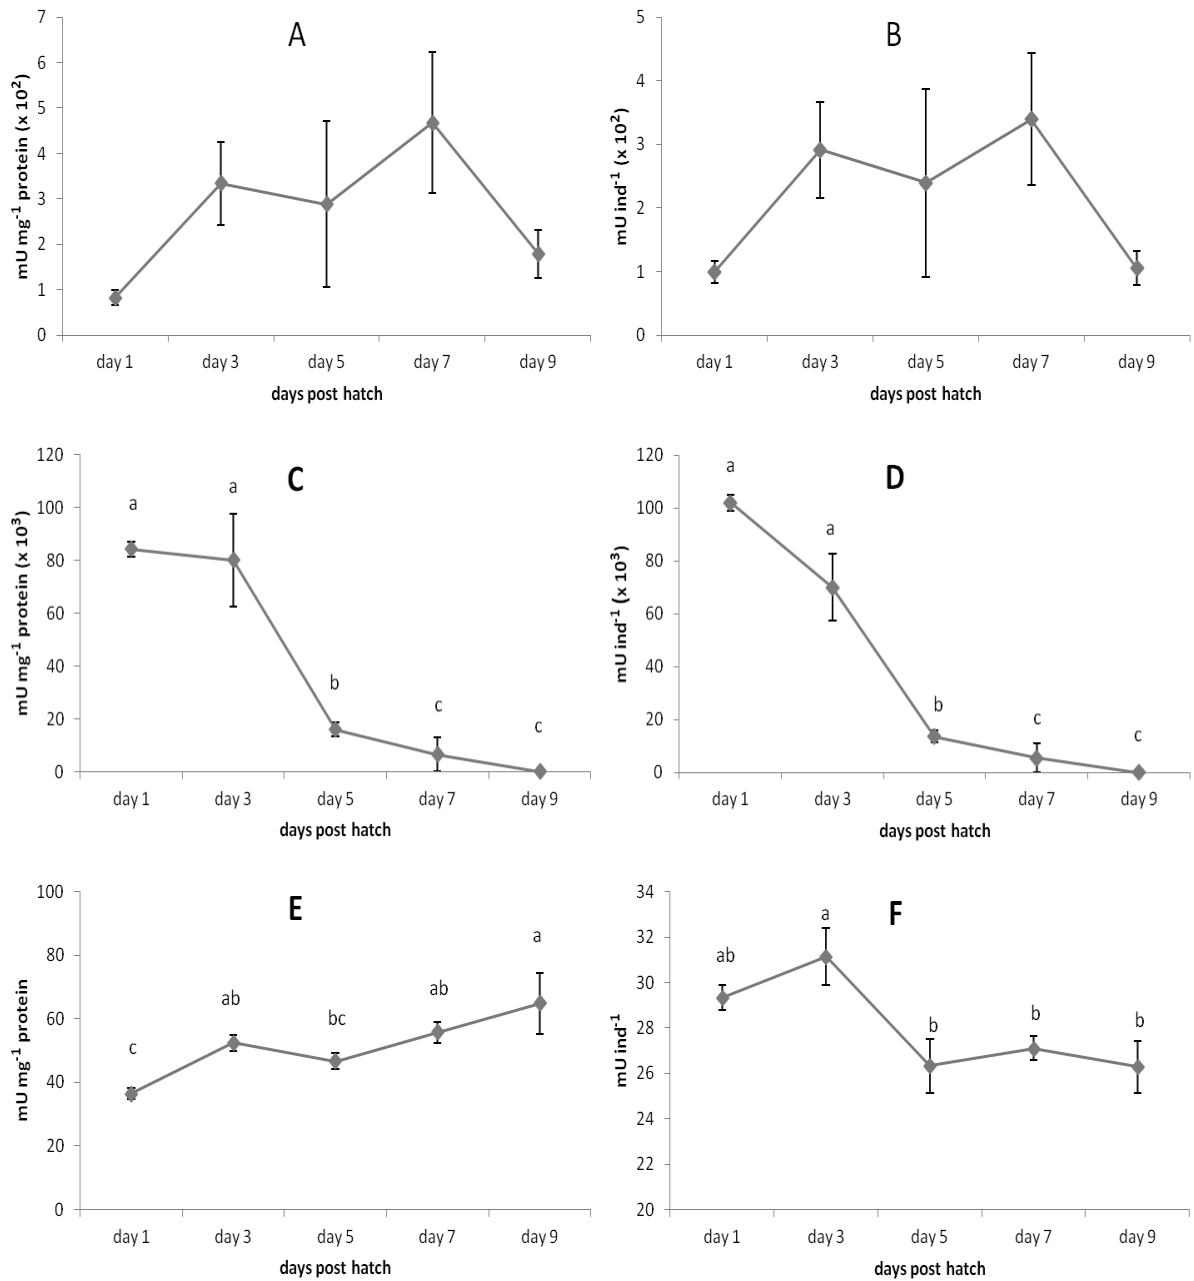 A
mU mg-1 protein (x 102)
7
6
5
4
3
2
1
0
day 1 day 3 day 5 day 7 day 9
days post hatch
B
mU ind-1 (x 102)
5
4
3
2
1
0
day 1 day 3 day 5 day 7 day 9
days post hatch
C
mU mg-1 protein (x 103)
120
100
80
60
40
20
0
a
a
b
c
c
day 1 day 3 day 5 day 7 day 9
days post hatch
D
mU ind-1 (x 103)
120
100
80
60
40
20
0
a
a
b
c
c
day 1 day 3 day 5 day 7 day 9
days post hatch
E
mU mg-1 protein
100
80
60
40
20
0
c
ab
bc
ab
a
day 1 day 3 day 5 day 7 day 9
days post hatch
F
mU ind-1
34
32
30
28
26
24
22
20
ab
a
b
b
b
day 1 day 3 day 5 day 7 day 9
days post hatch